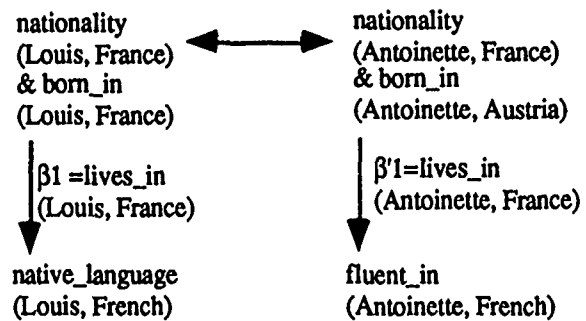 nationality
(Louis, France)
& born_in
(Louis, France)
β1 =lives_in
(Louis, France)
native_language
(Louis, French)
nationality
(Antoinette, France)
& born_in
(Antoinette, Austria)
β'1=lives_in
(Antoinette, France)
fluent_in
(Antoinette, French)